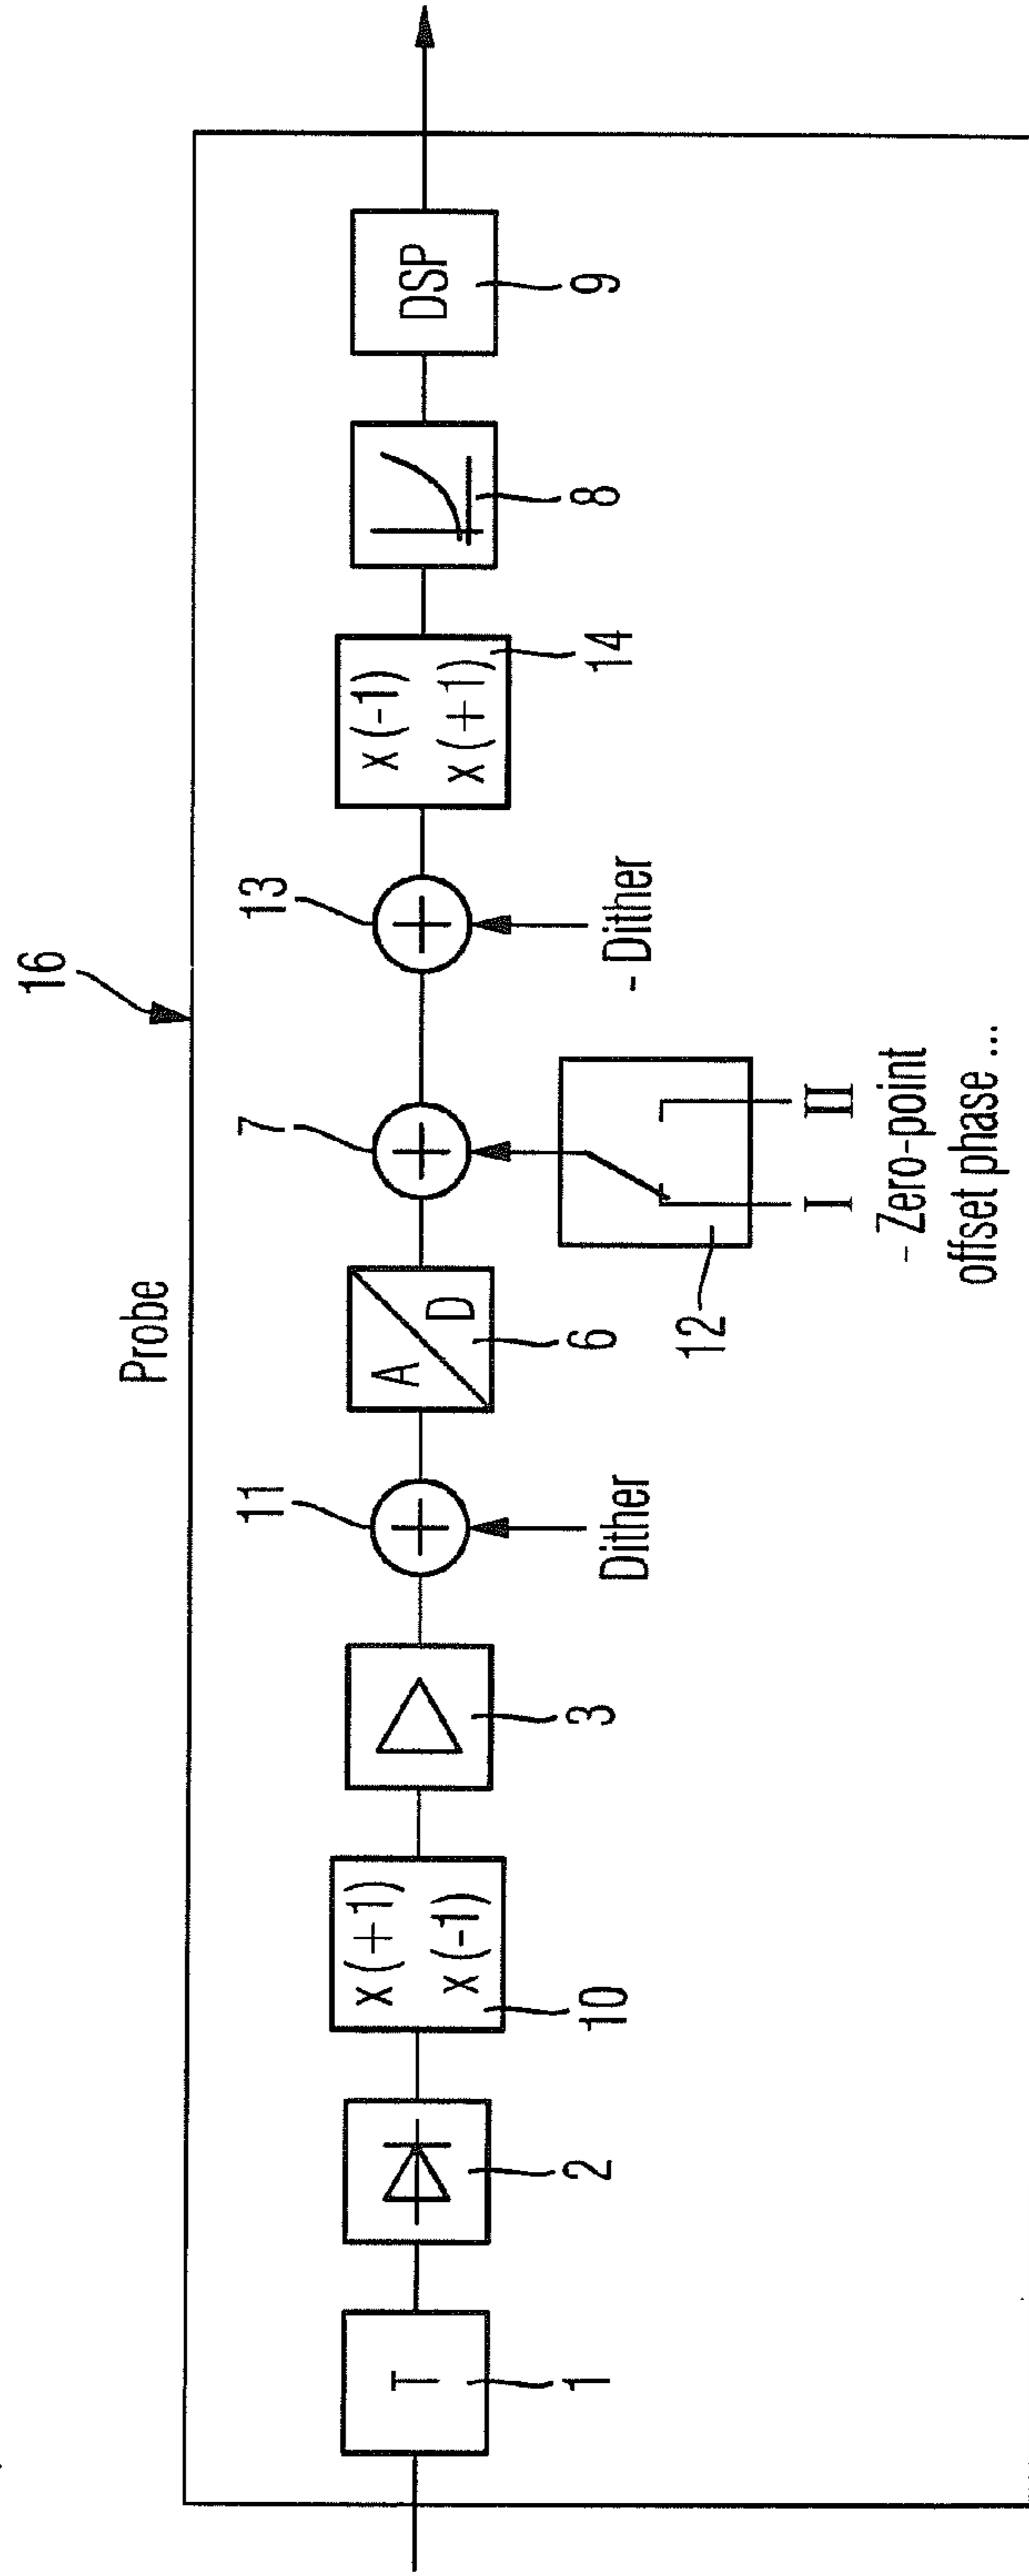 Probe
16
T
1
2
x (+1)
x (-1)
10
3
11
Dither
A
D
6
7
12
I
II
- Zero-point
offset phase ...
13
- Dither
x (-1)
x (+1)
14
8
DSP
9